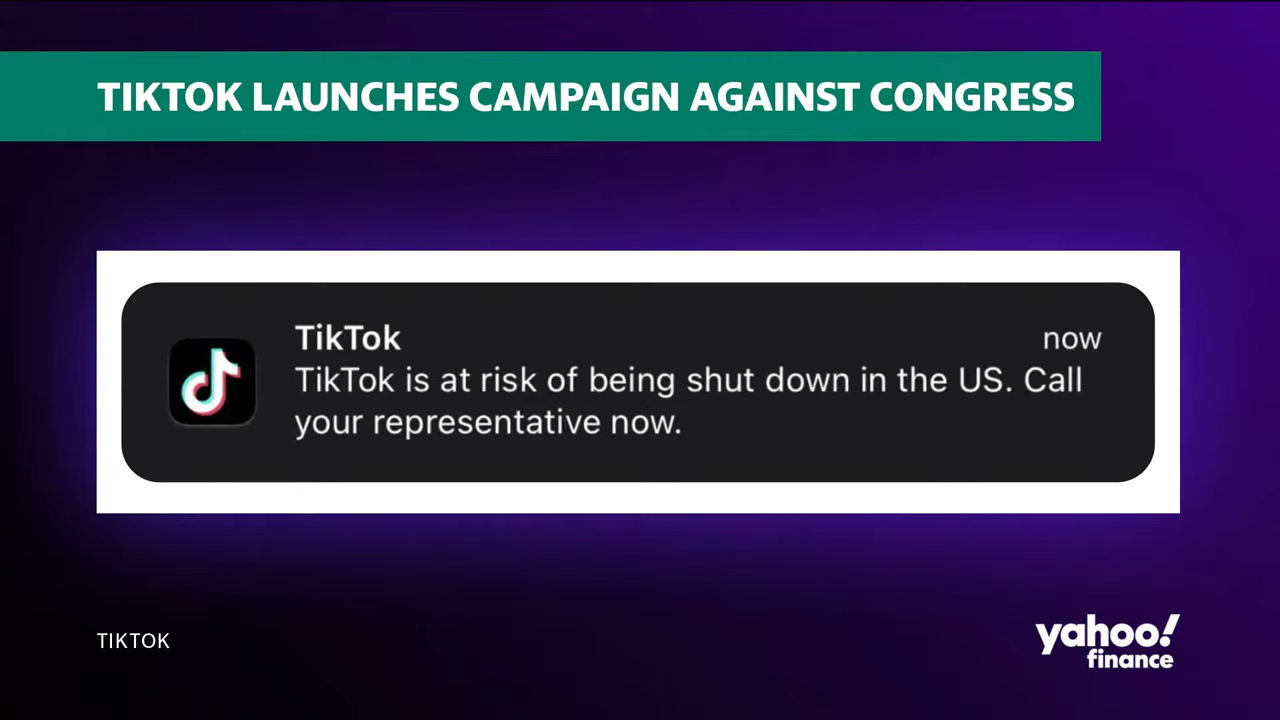 TIKTOK LAUNCHES CAMPAIGN AGAINST CONGRESS
TikTok
now
TikTok is at risk of being shut down in the US. Call
your representative now.
TIKTOK
yahoo!
finance